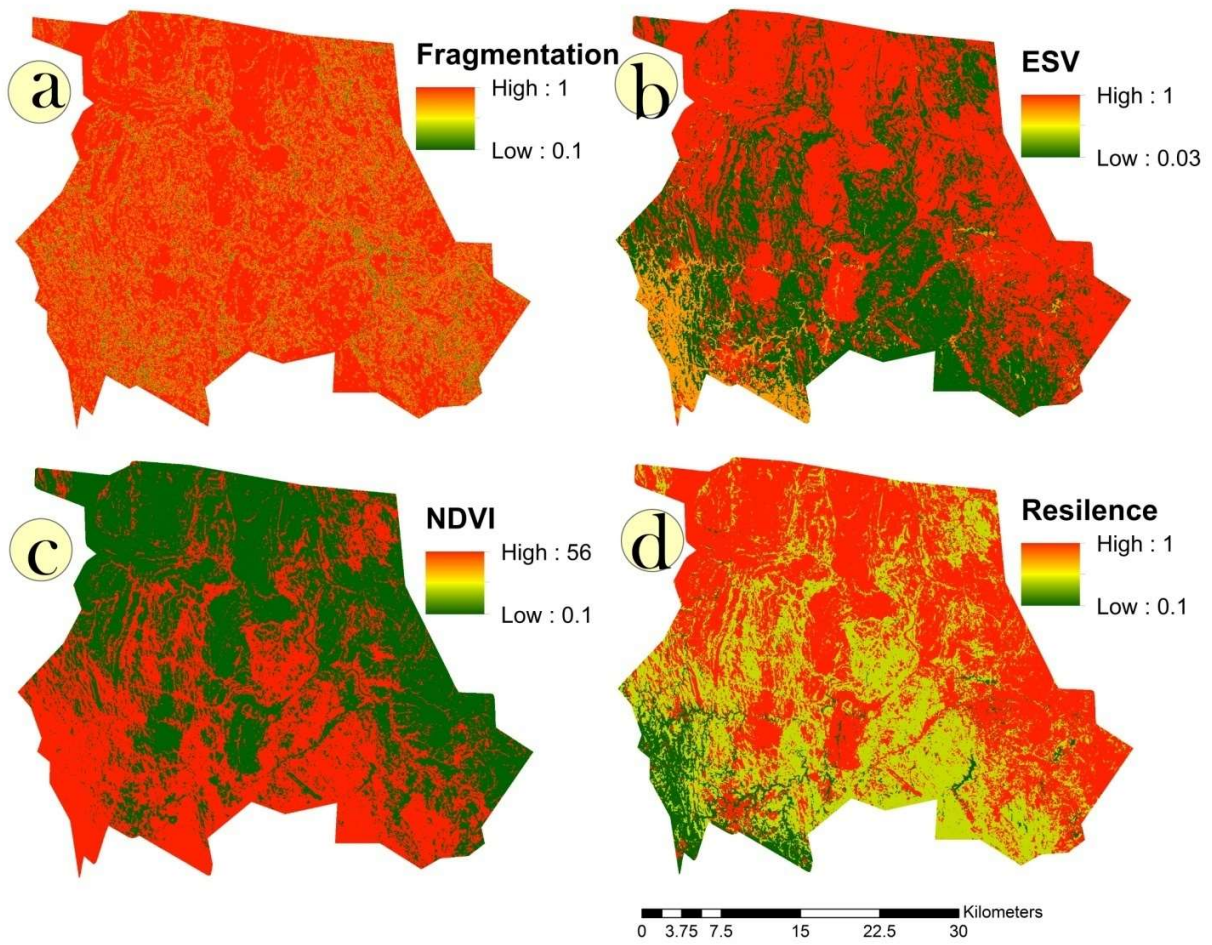 a
Fragmentation
High : 1
Low : 0.1
b
ESV
High : 1
Low : 0.03
c
NDVI
High : 56
Low : 0.1
d
Resilence
High : 1
Low : 0.1
Kilometers
0 3.75 7.5 15 22.5 30